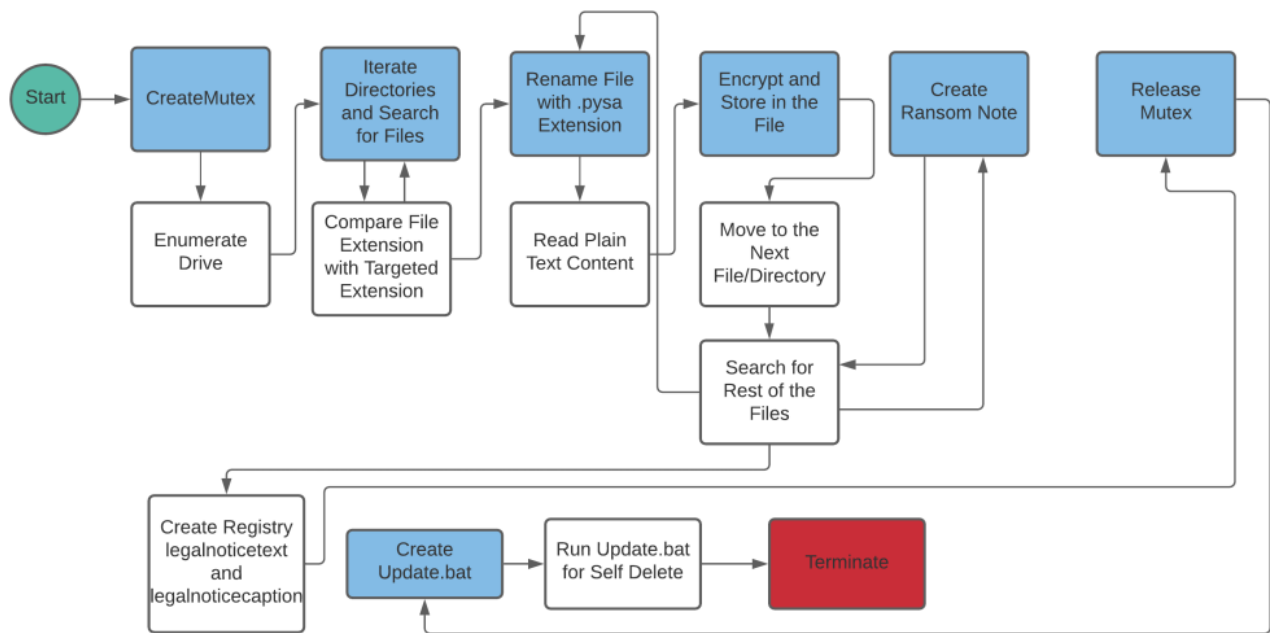 Start
CreateMutex
Iterate
Directories
and Search
for Files
Rename File
with .pysa
Extension
Encrypt and
Store in the
File
Create
Ransom Note
Release
Mutex
Enumerate
Drive
Compare File
Extension
with Targeted
Extension
Read Plain
Text Content
Move to the
Next
File/Directory
Search for
Rest of the
Files
Create Registry
legalnoticetext
and
legalnoticecaption
Create
Update.bat
Run Update.bat
for Self Delete
Terminate